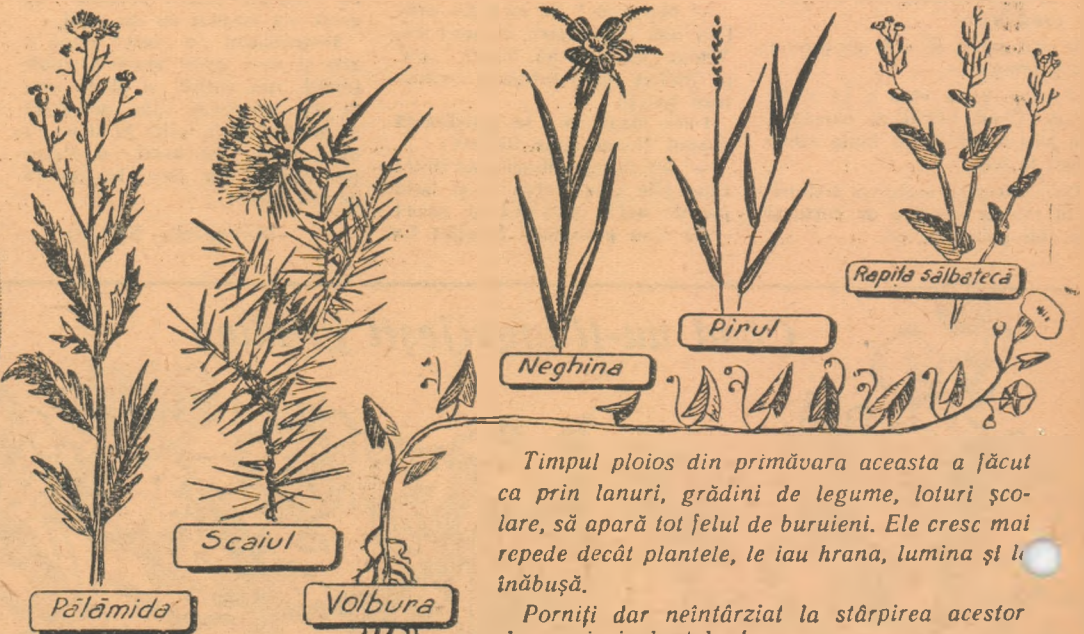 Rapița sălbatecă
Pirul
Neghina
Scaiul
Pălămida
Volbura
Timpul ploios din primăvara aceasta a făcut
ca prin lanuri, grădini de legume, loturi șco-
lare, să apară tot felul de buruieni. Ele cresc mai
repede decât plantele, le iau hrana, lumina și
înăbușă.
Porniți dar neîntârziat la stârpirea acestor